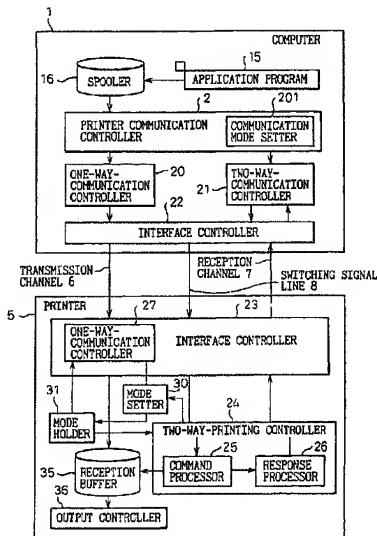 1
COMPUTER
15
16
SPOOLER
APPLICATION PROGRAM
2
201
PRINTER COMMUNICATION
CONTROLLER
COMMUNICATION
MODE SETTER
ONE-WAY-
COMMUNICATION
CONTROLLER
20
21
TWO-WAY-
COMMUNICATION
CONTROLLER
22
INTERFACE CONTROLLER
TRANSMISSION
CHANNEL 6
RECEPTION
CHANNEL 7
SWITCHING SIGNAL
LINE 8
5
PRINTER
27
23
ONE-WAY-
COMMUNICATION
CONTROLLER
INTERFACE CONTROLLER
31
30
MODE
SETTER
24
MODE
HOLDER
TWO-WAY-PRINTING CONTROLLER
25
26
35
RECEPTION
BUFFER
COMMAND
PROCESSOR
RESPONSE
PROCESSOR
36
OUTPUT CONTROLLER